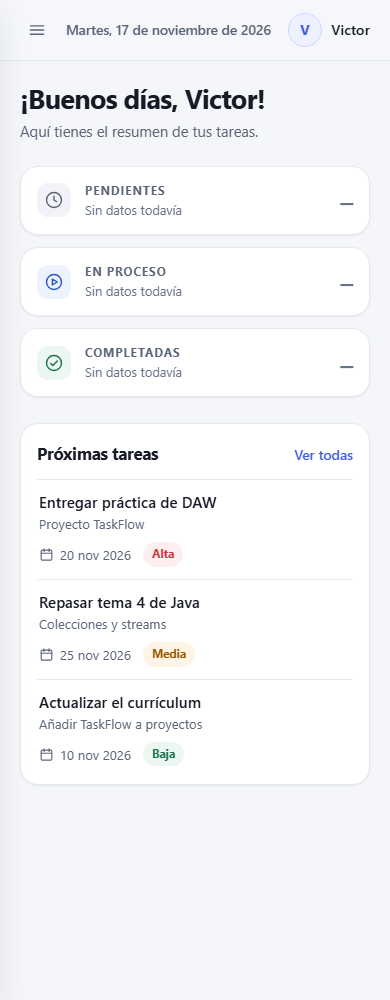 Martes, 17 de noviembre de 2026
V
Victor
¡Buenos días, Victor!
Aquí tienes el resumen de tus tareas.
PENDIENTES
Sin datos todavía
—
EN PROCESO
Sin datos todavía
—
COMPLETADAS
Sin datos todavía
—
Próximas tareas
Ver todas
Entregar práctica de DAW
Proyecto TaskFlow
20 nov 2026
Alta
Repasar tema 4 de Java
Colecciones y streams
25 nov 2026
Media
Actualizar el currículum
Añadir TaskFlow a proyectos
10 nov 2026
Baja